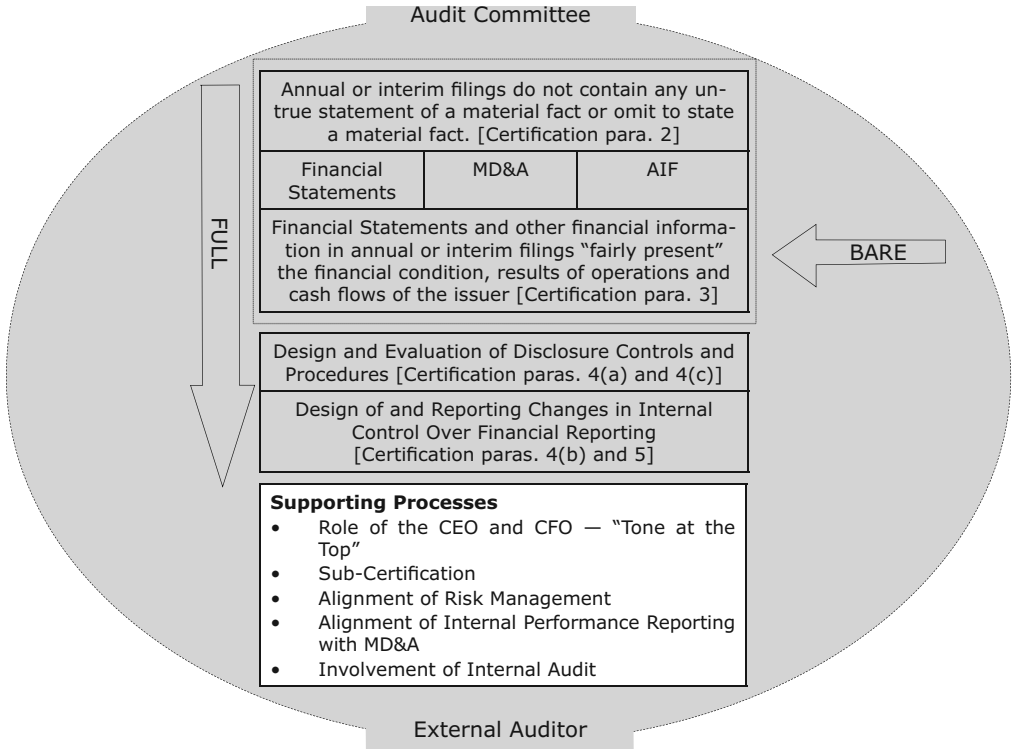 Audit Committee
Annual or interim filings do not contain any un-
true statement of a material fact or omit to state
a material fact. [Certification para. 2]
Financial
Statements
MD&A
AIF
Financial Statements and other financial informa-
tion in annual or interim filings “fairly present”
the financial condition, results of operations and
cash flows of the issuer [Certification para. 3]
FULL
BARE
Design and Evaluation of Disclosure Controls and
Procedures [Certification paras. 4(a) and 4(c)]
Design of and Reporting Changes in Internal
Control Over Financial Reporting
[Certification paras. 4(b) and 5]
Supporting Processes
• Role of the CEO and CFO — “Tone at the
Top”
• Sub-Certification
• Alignment of Risk Management
• Alignment of Internal Performance Reporting
with MD&A
• Involvement of Internal Audit
External Auditor